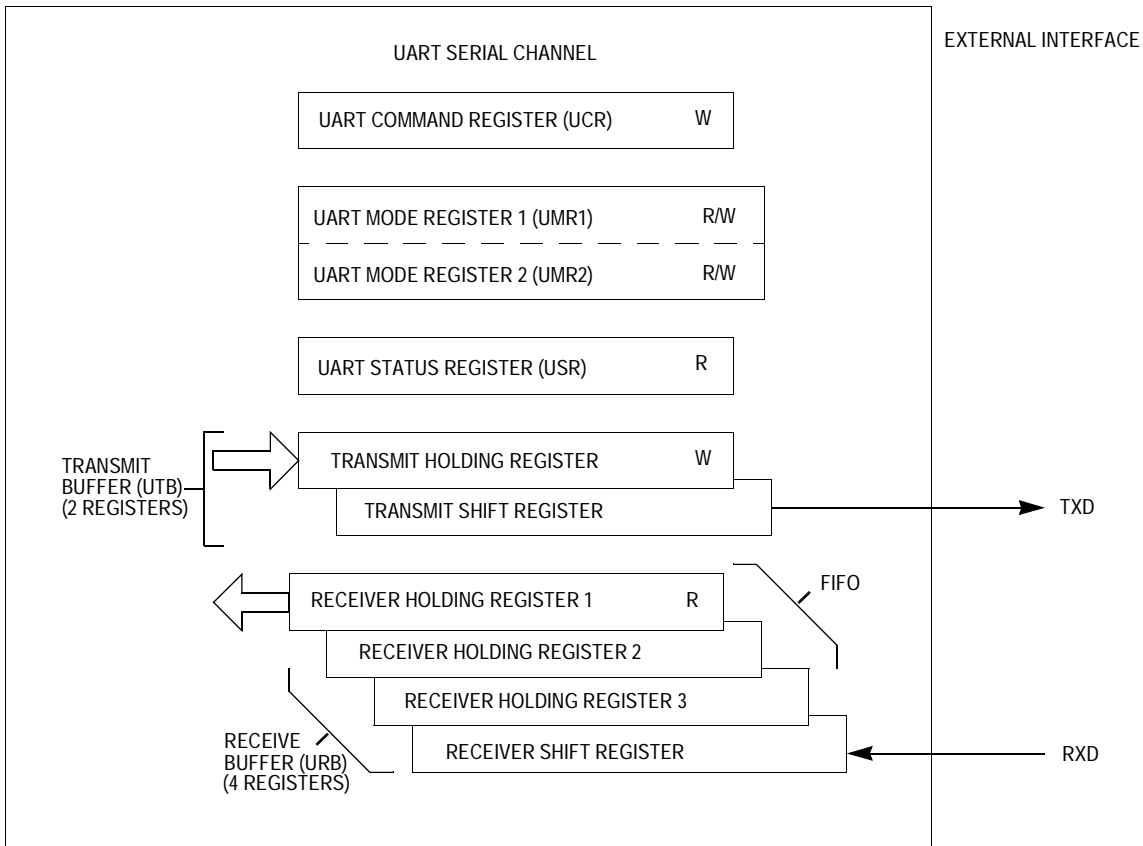 EXTERNAL INTERFACE
UART SERIAL CHANNEL
UART COMMAND REGISTER (UCR) W
UART MODE REGISTER 1 (UMR1) R/W
UART MODE REGISTER 2 (UMR2) R/W
UART STATUS REGISTER (USR) R
TRANSMIT
BUFFER (UTB)
(2 REGISTERS)
TRANSMIT HOLDING REGISTER W
TRANSMIT SHIFT REGISTER
TXD
FIFO
RECEIVER HOLDING REGISTER 1 R
RECEIVER HOLDING REGISTER 2
RECEIVER HOLDING REGISTER 3
RECEIVER SHIFT REGISTER
RECEIVE
BUFFER (URB)
(4 REGISTERS)
RXD